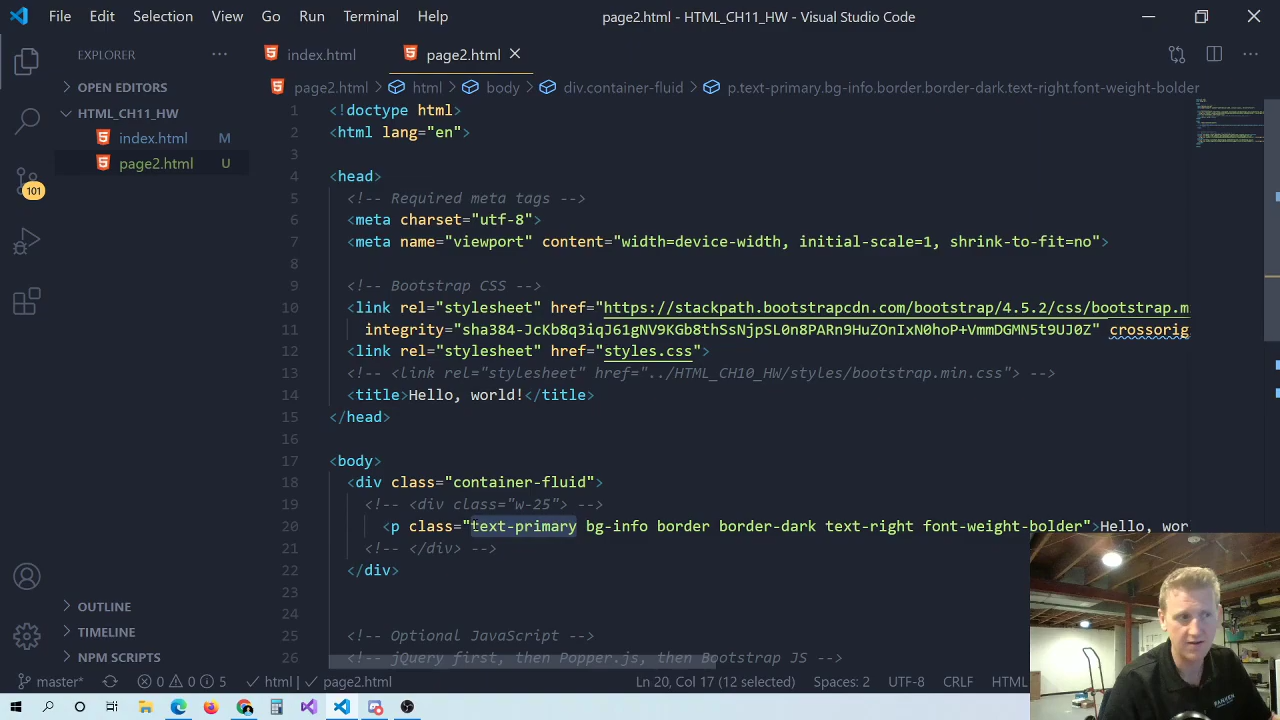 File Edit Selection View Go Run Terminal Help page2.html - HTML_CH11_HW - Visual Studio Code
EXPLORER
index.html page2.html
OPEN EDITORS
page2.html html body div.container-fluid p.text-primary.bg-info.border.border-dark.text-right.font-weight-bolder
HTML_CH11_HW
index.html M
page2.html U
101
1 <!doctype html>
2 <html lang="en">
3
4 <head>
5 <!-- Required meta tags -->
6 <meta charset="utf-8">
7 <meta name="viewport" content="width=device-width, initial-scale=1, shrink-to-fit=no">
8
9 <!-- Bootstrap CSS -->
10 <link rel="stylesheet" href="https://stackpath.bootstrapcdn.com/bootstrap/4.5.2/css/bootstrap.m
11 integrity="sha384-JcKb8q3iqJ61gNV9KGb8thSsNjpSL0n8PARn9HuZOnIxN0hoP+VmmDGMN5t9UJ0Z" crossorig
12 <link rel="stylesheet" href="styles.css">
13 <!-- <link rel="stylesheet" href="../HTML_CH10_HW/styles/bootstrap.min.css"> -->
14 <title>Hello, world!</title>
15 </head>
16
17 <body>
18 <div class="container-fluid">
19 <!-- <div class="w-25"> -->
20 <p class="text-primary bg-info border border-dark text-right font-weight-bolder">Hello, wor
21 <!-- </div> -->
22 </div>
23
24
25 <!-- Optional JavaScript -->
26 <!-- jQuery first, then Popper.js, then Bootstrap JS -->
OUTLINE
TIMELINE
NPM SCRIPTS
master* 0 0 5 html page2.html Ln 20, Col 17 (12 selected) Spaces: 2 UTF-8 CRLF HTML